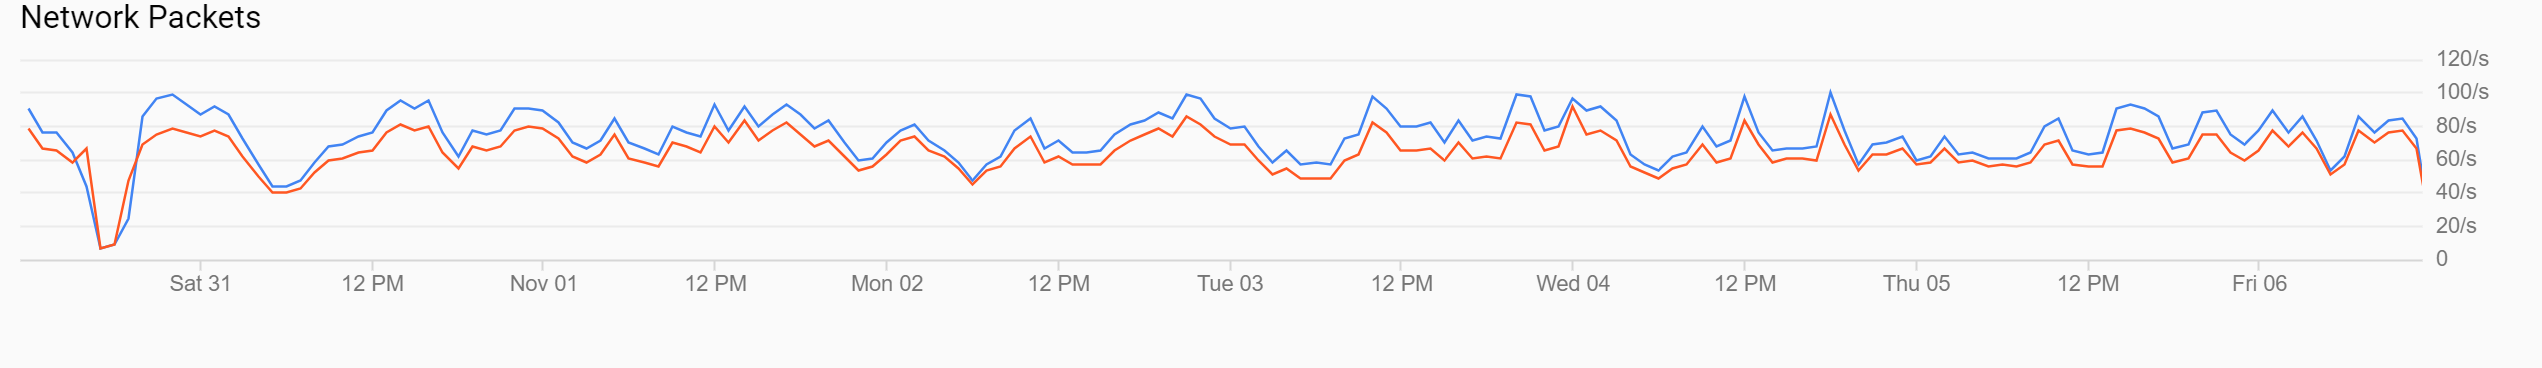 Network Packets
120/s
100/s
80/s
60/s
40/s
20/s
0
Sat 31 12 PM Nov 01 12 PM Mon 02 12 PM Tue 03 12 PM Wed 04 12 PM Thu 05 12 PM Fri 06